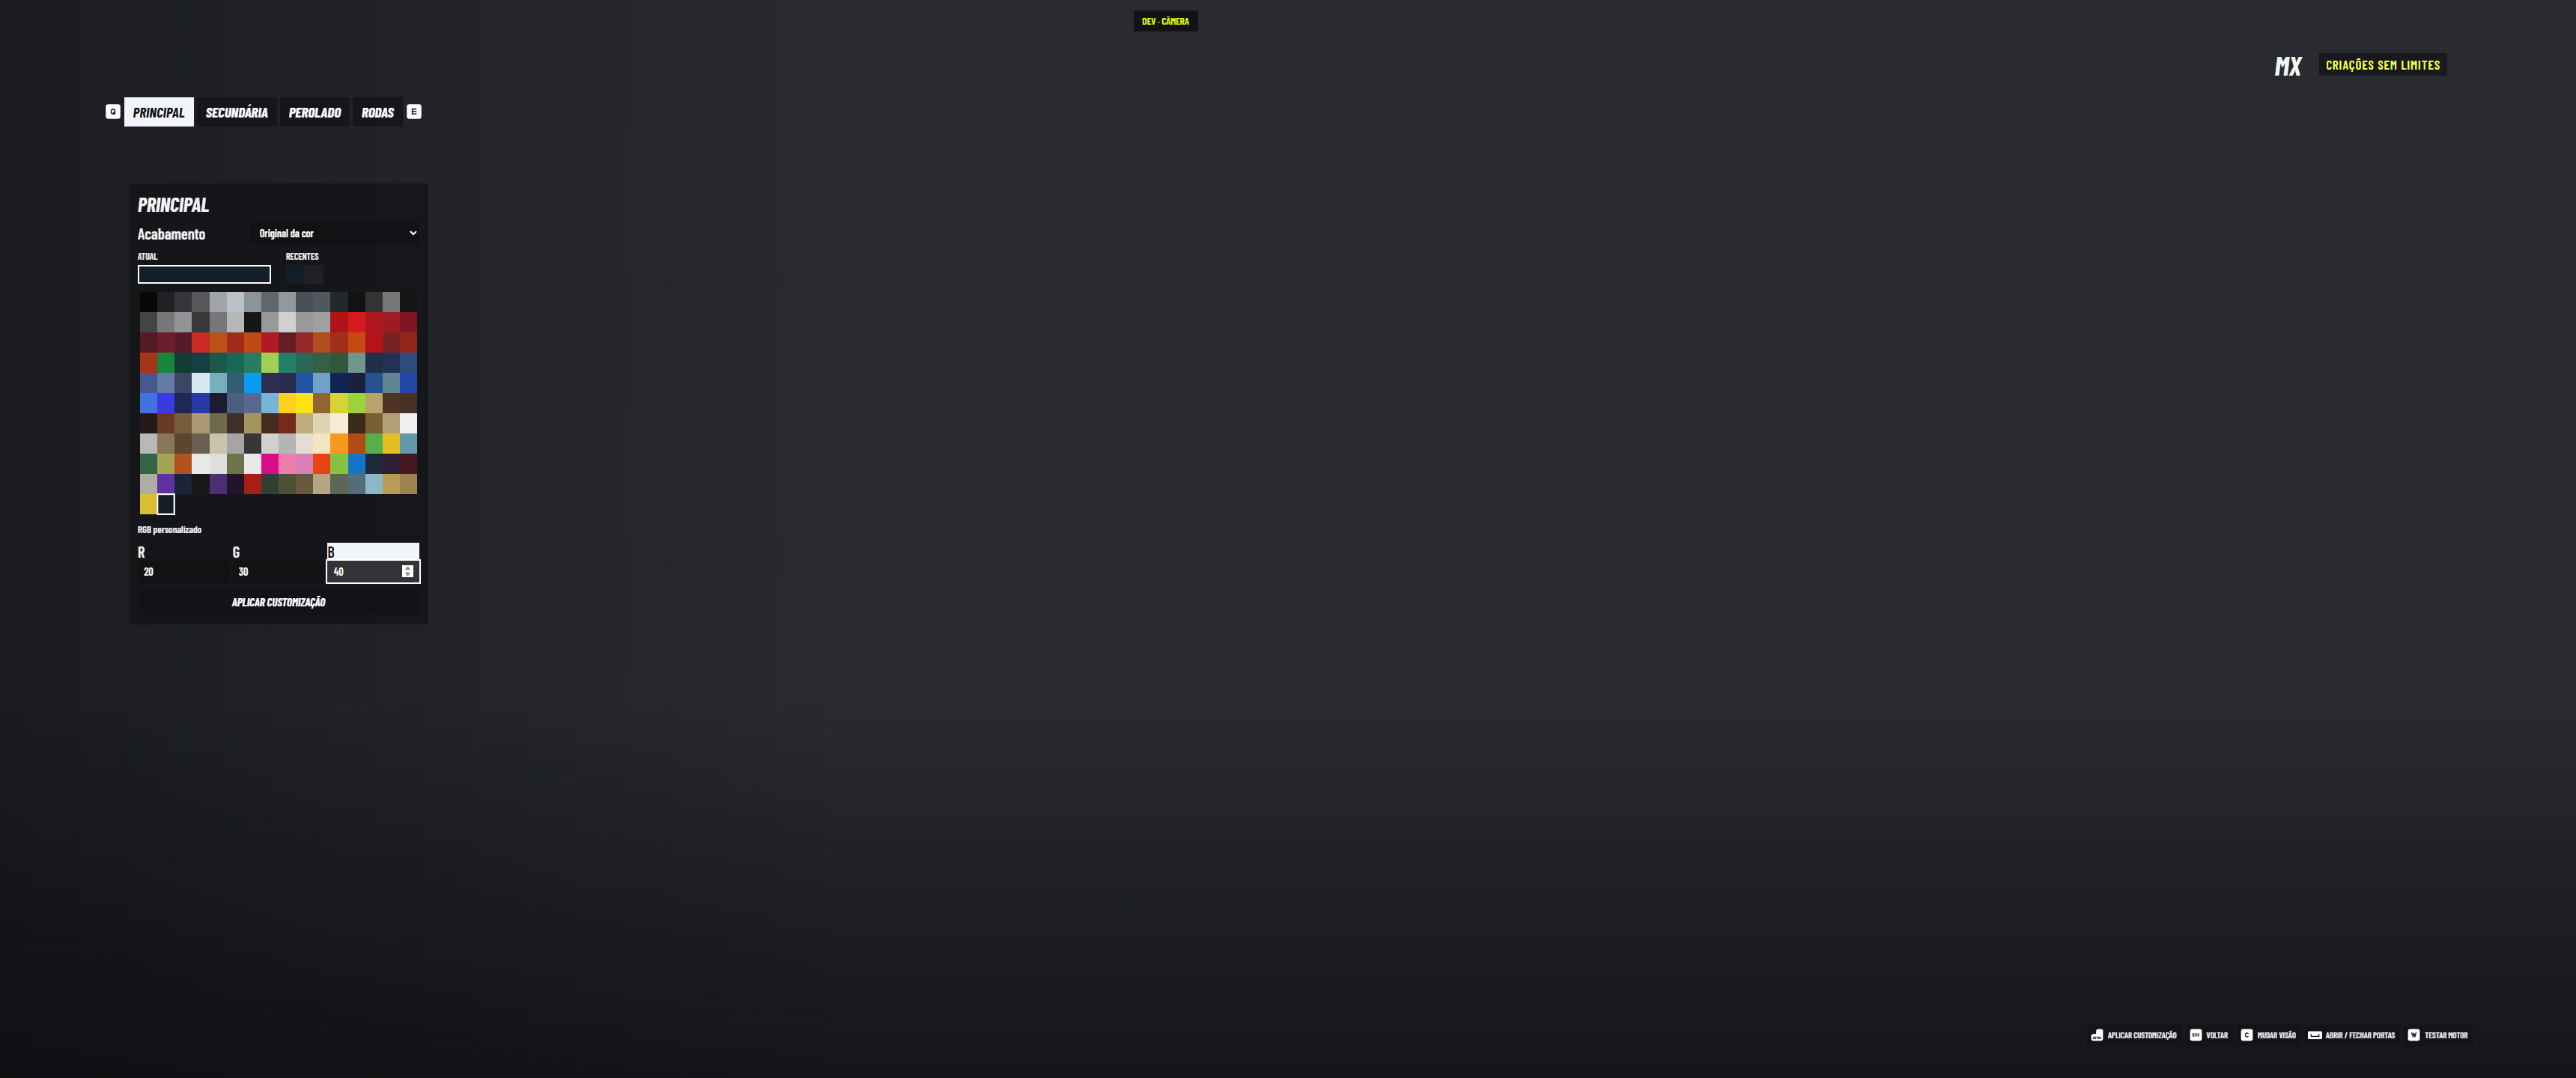 DEV - CÂMERA
MX CRIAÇÕES SEM LIMITES
Q PRINCIPAL SECUNDÁRIA PEROLADO RODAS E
PRINCIPAL
Acabamento Original da cor
ATUAL RECENTES
RGB personalizado
R G B
20 30 40
APLICAR CUSTOMIZAÇÃO
APLICAR CUSTOMIZAÇÃO ESC VOLTAR C MUDAR VISÃO ABRIR / FECHAR PORTAS W TESTAR MOTOR